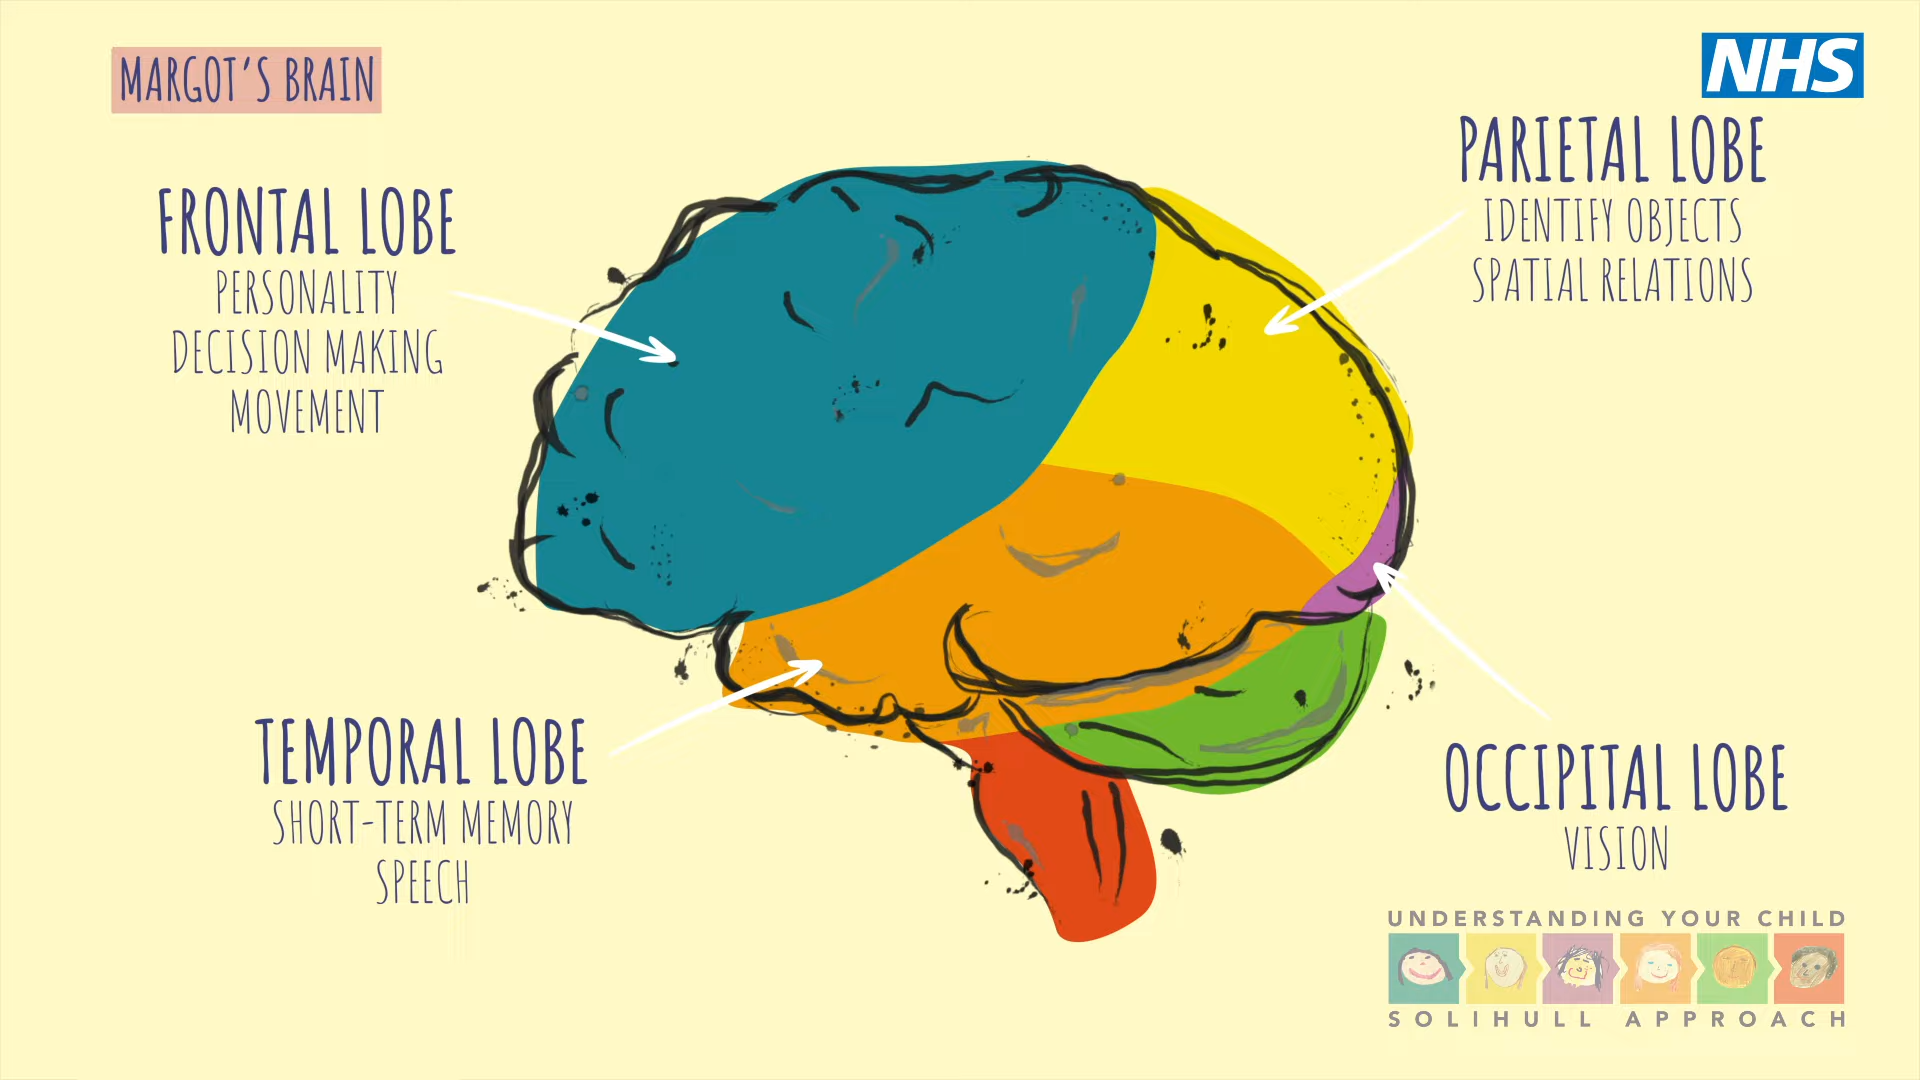 MARGOT'S BRAIN
NHS
FRONTAL LOBE
PERSONALITY
DECISION MAKING
MOVEMENT
PARIETAL LOBE
IDENTIFY OBJECTS
SPATIAL RELATIONS
TEMPORAL LOBE
SHORT-TERM MEMORY
SPEECH
OCCIPITAL LOBE
VISION
UNDERSTANDING YOUR CHILD
SOLIHULL APPROACH